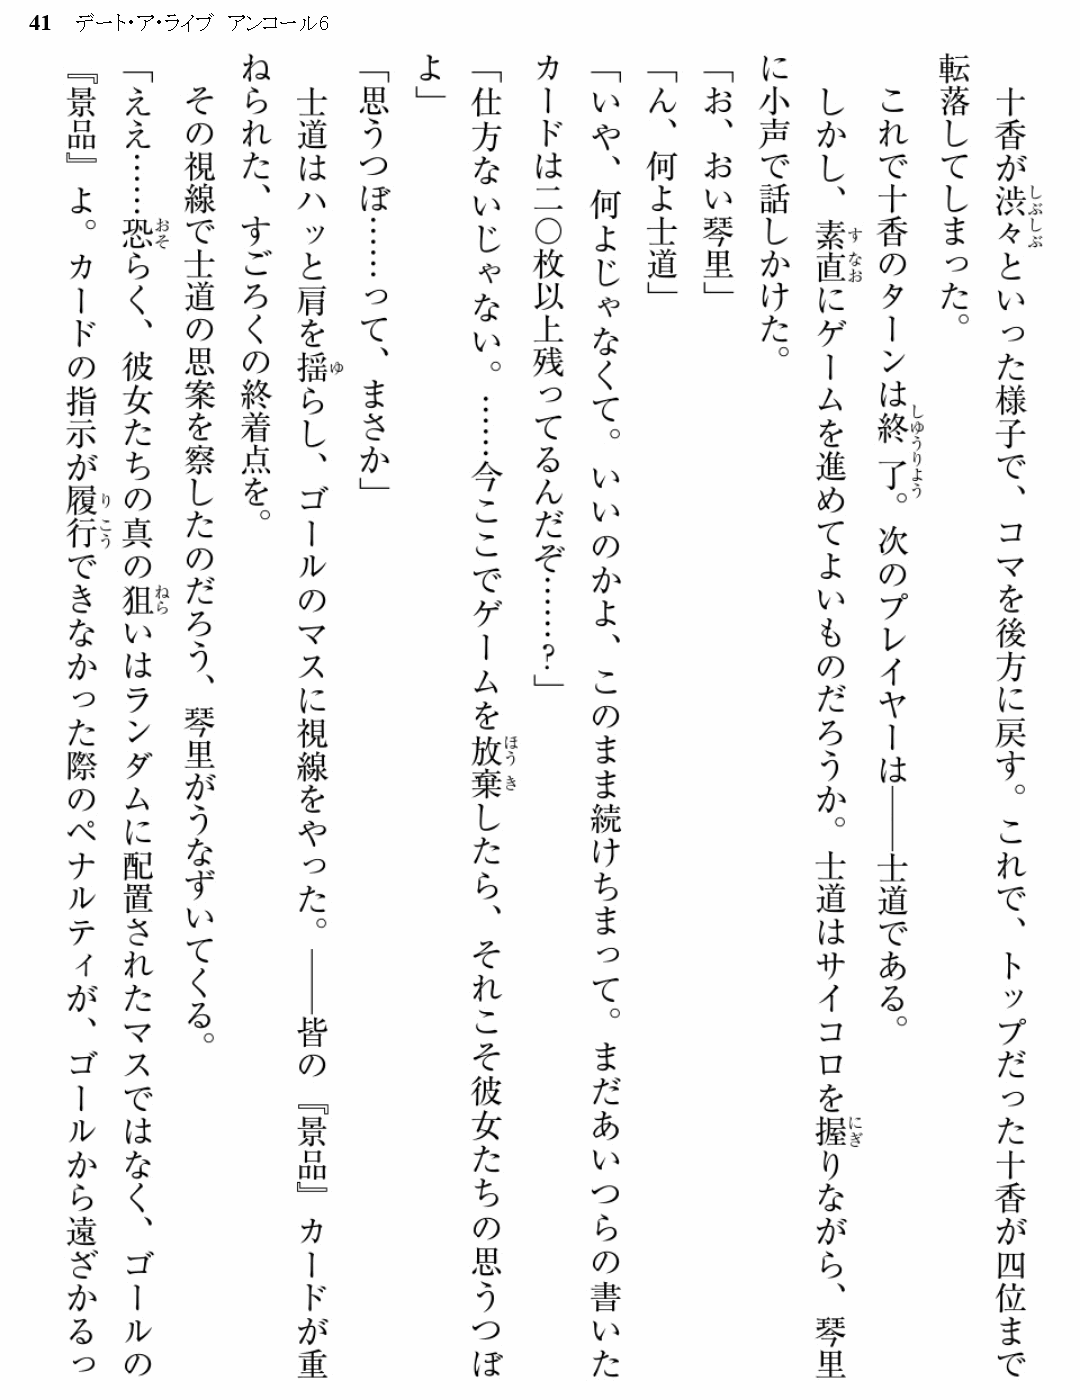 41 デート・ア・ライブ アンコール6
十香が渋々といった様子で、コマを後方に戻す。これで、トップだった十香が四位まで
転落してしまった。
これで十香のターンは終了。次のプレイヤーは――士道である。
しかし、素直にゲームを進めてよいものだろうか。士道はサイコロを握りながら、琴里
に小声で話しかけた。
「お、おい琴里」
「ん、何よ士道」
「いや、何よじゃなくて。いいのかよ、このまま続けちまって。まだあいつらの書いた
カードは二〇枚以上残ってるんだぞ……?」
「仕方ないじゃない。……今ここでゲームを放棄したら、それこそ彼女たちの思うつぼ
よ」
「思うつぼ……って、まさか」
士道はハッと肩を揺らし、ゴールのマスに視線をやった。――皆の『景品』カードが重
ねられた、すごろくの終着点を。
その視線で士道の思案を察したのだろう、琴里がうなずいてくる。
「ええ……恐らく、彼女たちの真の狙いはランダムに配置されたマスではなく、ゴールの
『景品』よ。カードの指示が履行できなかった際のペナルティが、ゴールから遠ざかるっ